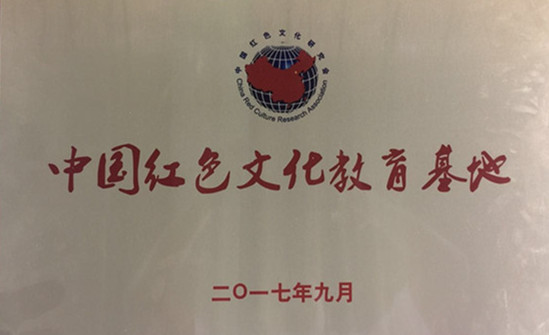 中国红色文化研究会
China Red Culture Research Association
中国红色文化教育基地
二〇一七年九月